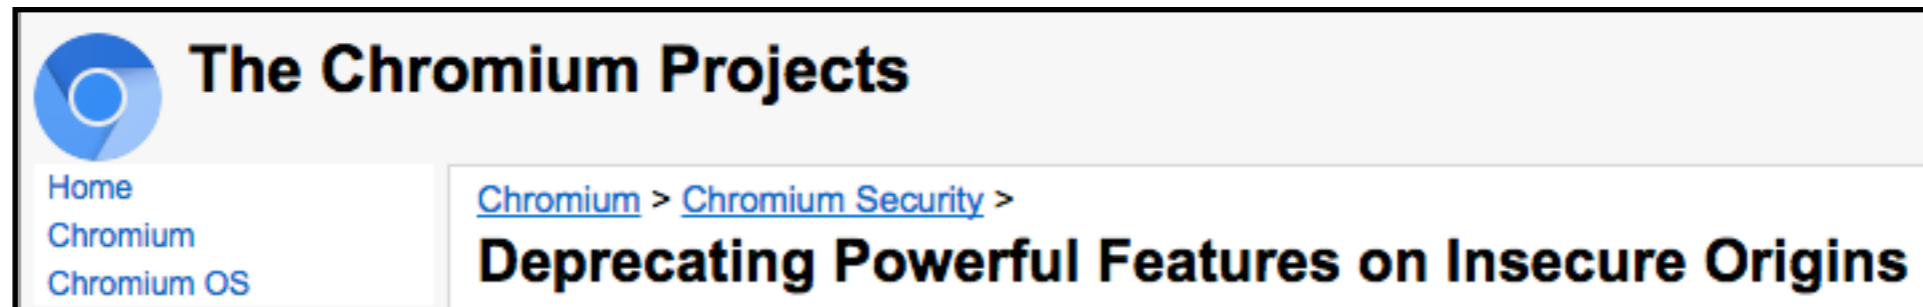 The Chromium Projects
Home
Chromium
Chromium OS
Chromium > Chromium Security >
Deprecating Powerful Features on Insecure Origins